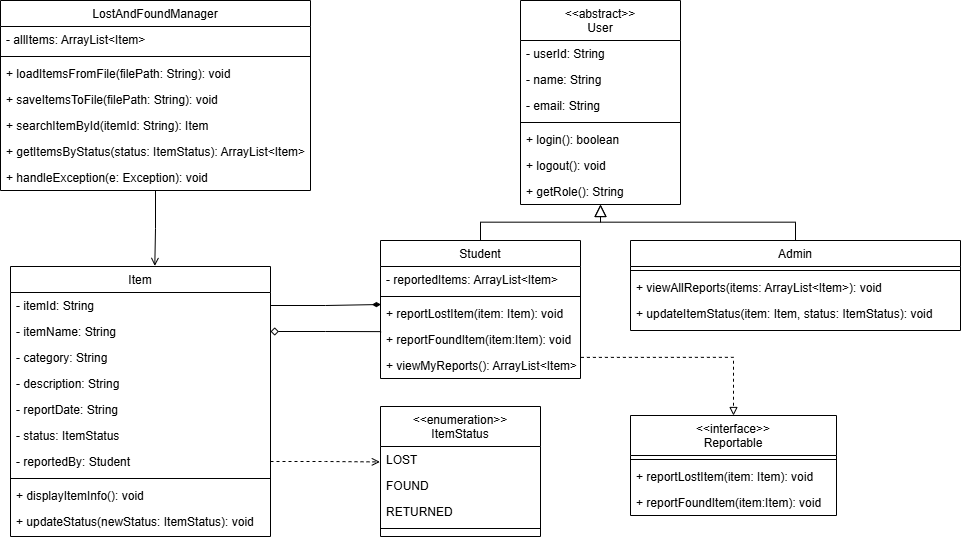 LostAndFoundManager
- allItems: ArrayList<Item>
+ loadItemsFromFile(filePath: String): void
+ saveItemsToFile(filePath: String): void
+ searchItemById(itemId: String): Item
+ getItemsByStatus(status: ItemStatus): ArrayList<Item>
+ handleException(e: Exception): void
<<abstract>>
User
- userId: String
- name: String
- email: String
+ login(): boolean
+ logout(): void
+ getRole(): String
Item
- itemId: String
- itemName: String
- category: String
- description: String
- reportDate: String
- status: ItemStatus
- reportedBy: Student
+ displayItemInfo(): void
+ updateStatus(newStatus: ItemStatus): void
Student
- reportedItems: ArrayList<Item>
+ reportLostItem(item: Item): void
+ reportFoundItem(item:Item): void
+ viewMyReports(): ArrayList<Item>
Admin
+ viewAllReports(items: ArrayList<Item>): void
+ updateItemStatus(item: Item, status: ItemStatus): void
<<enumeration>>
ItemStatus
LOST
FOUND
RETURNED
<<interface>>
Reportable
+ reportLostItem(item: Item): void
+ reportFoundItem(item:Item): void